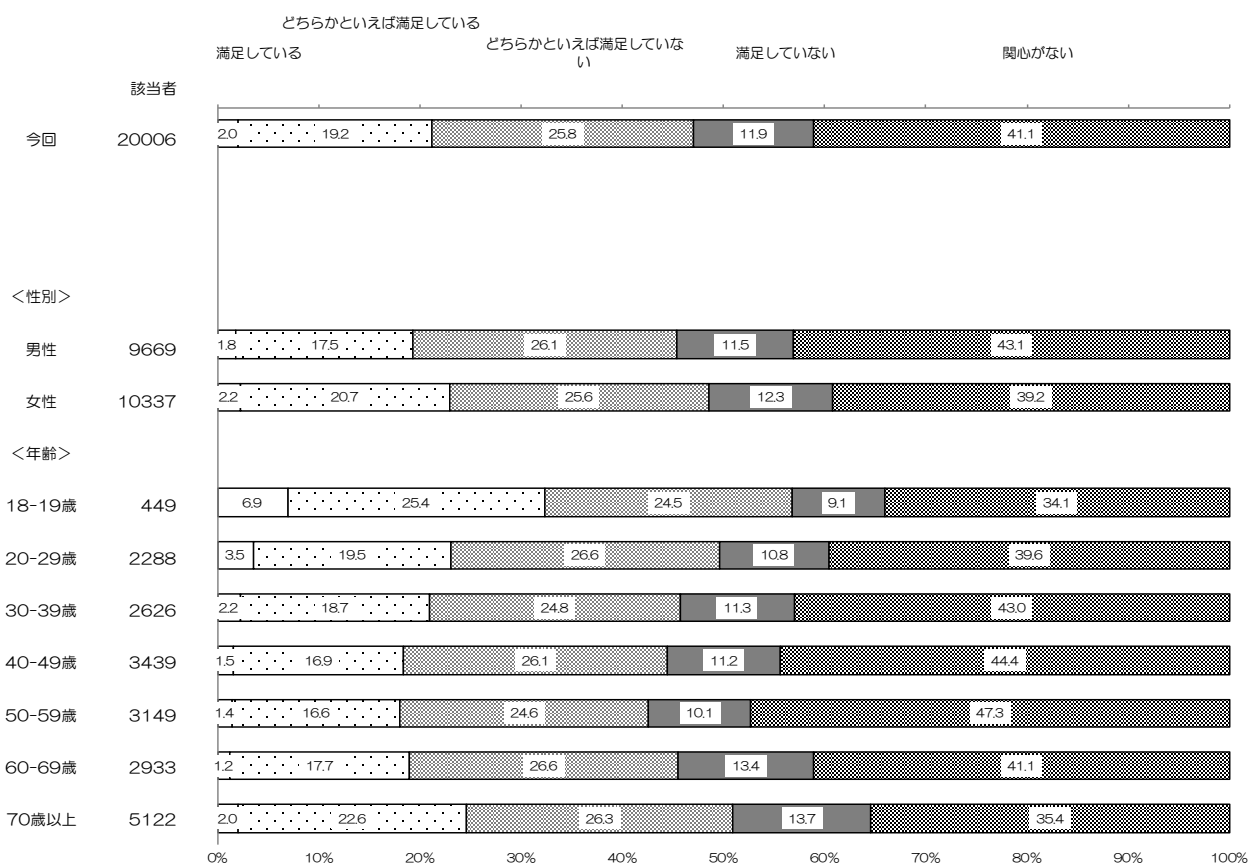 どちらかといえば満足している
満足している
どちらかといえば満足していな
い
満足していない
関心がない
該当者
今回 20006 2.0 19.2 25.8 11.9 41.1
＜性別＞
男性 9669 1.8 17.5 26.1 11.5 43.1
女性 10337 2.2 20.7 25.6 12.3 39.2
＜年齢＞
18-19歳 449 6.9 25.4 24.5 9.1 34.1
20-29歳 2288 3.5 19.5 26.6 10.8 39.6
30-39歳 2626 2.2 18.7 24.8 11.3 43.0
40-49歳 3439 1.5 16.9 26.1 11.2 44.4
50-59歳 3149 1.4 16.6 24.6 10.1 47.3
60-69歳 2933 1.2 17.7 26.6 13.4 41.1
70歳以上 5122 2.0 22.6 26.3 13.7 35.4
0% 10% 20% 30% 40% 50% 60% 70% 80% 90% 100%